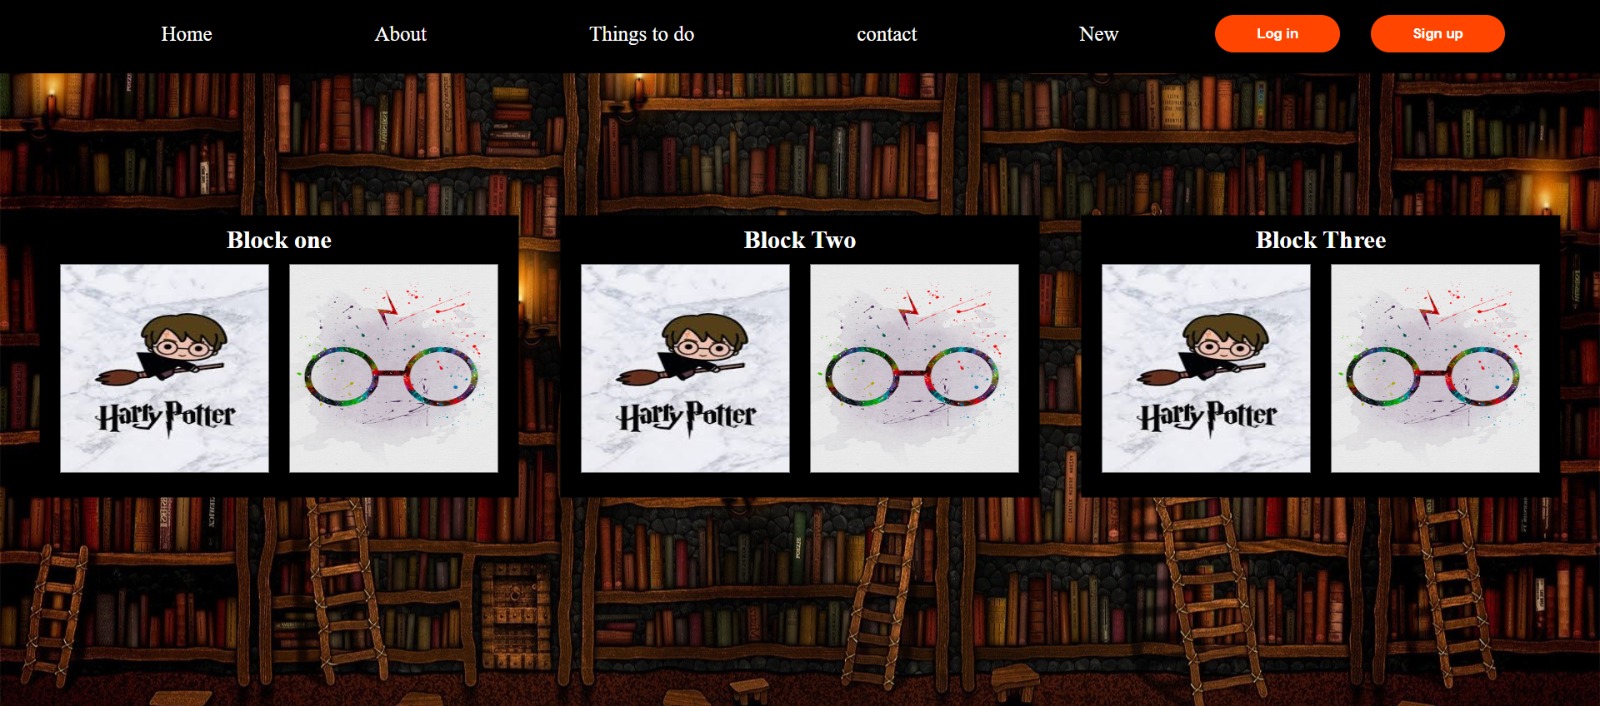 Home About Things to do contact New Log in Sign up
Block one Block Two Block Three
Harry Potter Harry Potter Harry Potter